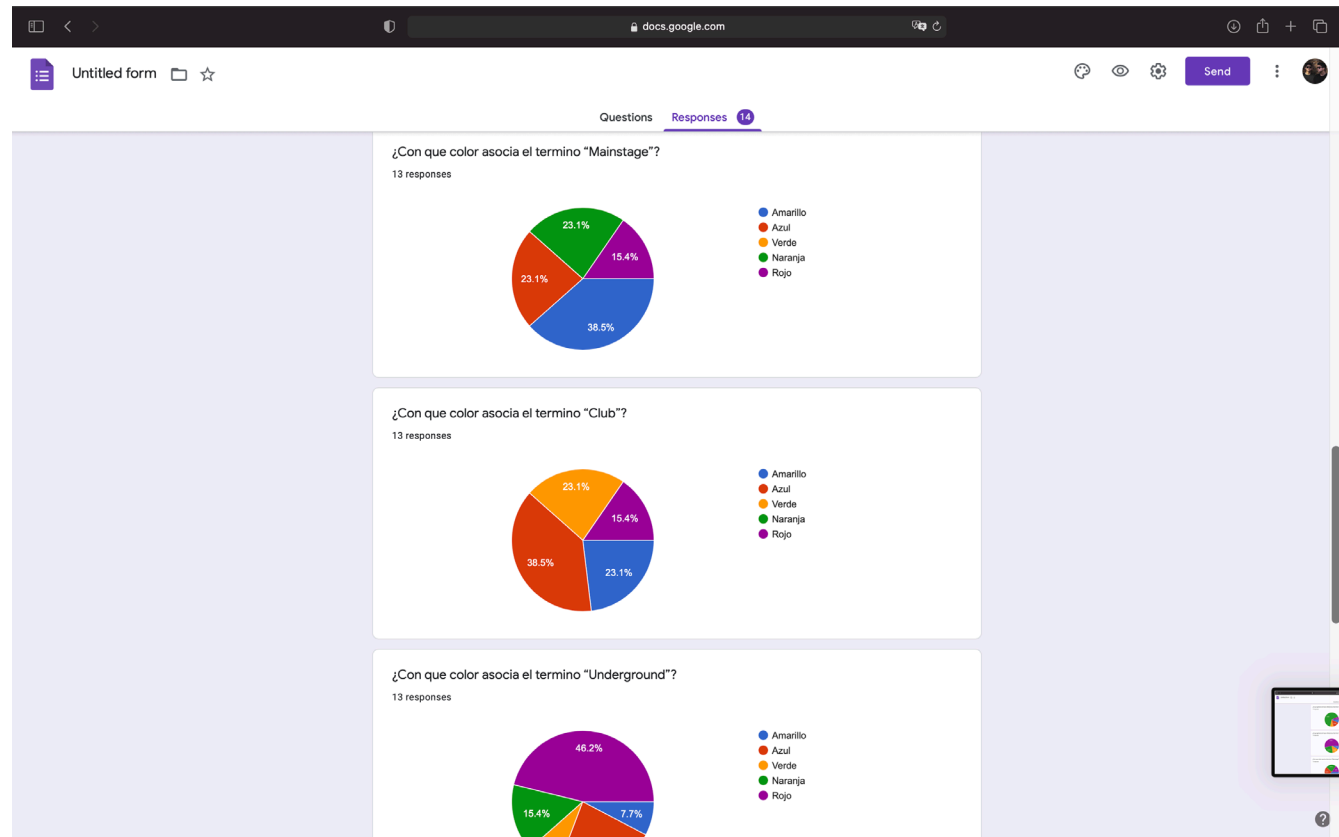 docs.google.com
Untitled form
Send
Questions
Responses
14
¿Con que color asocia el termino “Mainstage”?
13 responses
23.1%
15.4%
23.1%
38.5%
Amarillo
Azul
Verde
Naranja
Rojo
¿Con que color asocia el termino “Club”?
13 responses
23.1%
15.4%
38.5%
23.1%
Amarillo
Azul
Verde
Naranja
Rojo
¿Con que color asocia el termino “Underground”?
13 responses
46.2%
15.4%
7.7%
Amarillo
Azul
Verde
Naranja
Rojo